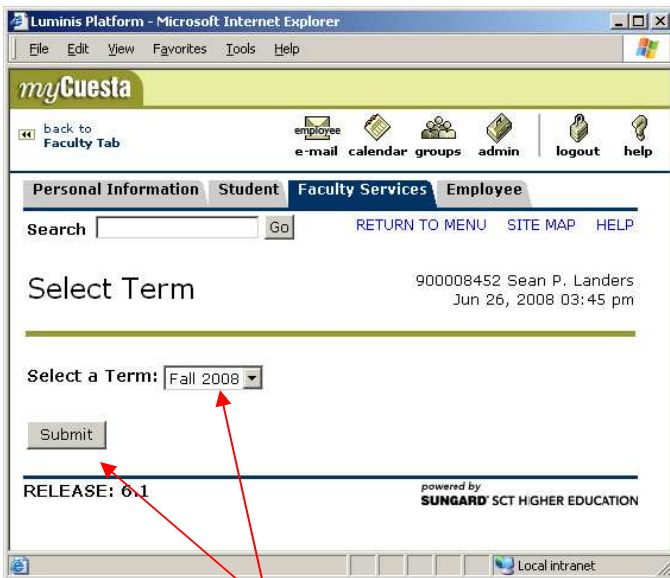 Luminis Platform - Microsoft Internet Explorer
File Edit View Favorites Tools Help
myCuesta
back to
Faculty Tab
employee
e-mail calendar groups admin logout help
Personal Information Student Faculty Services Employee
Search Go RETURN TO MENU SITE MAP HELP
Select Term
900008452 Sean P. Landers
Jun 26, 2008 03:45 pm
Select a Term: Fall 2008
Submit
RELEASE: 6.1
powered by
SUNGARD' SCT HIGHER EDUCATION
Local intranet